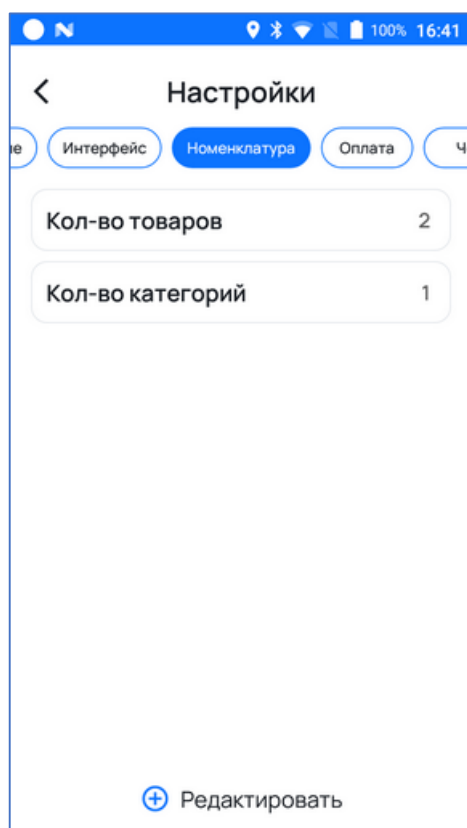 100% 16:41
Настройки
Интерфейс Номенклатура Оплата
Кол-во товаров 2
Кол-во категорий 1
Редактировать